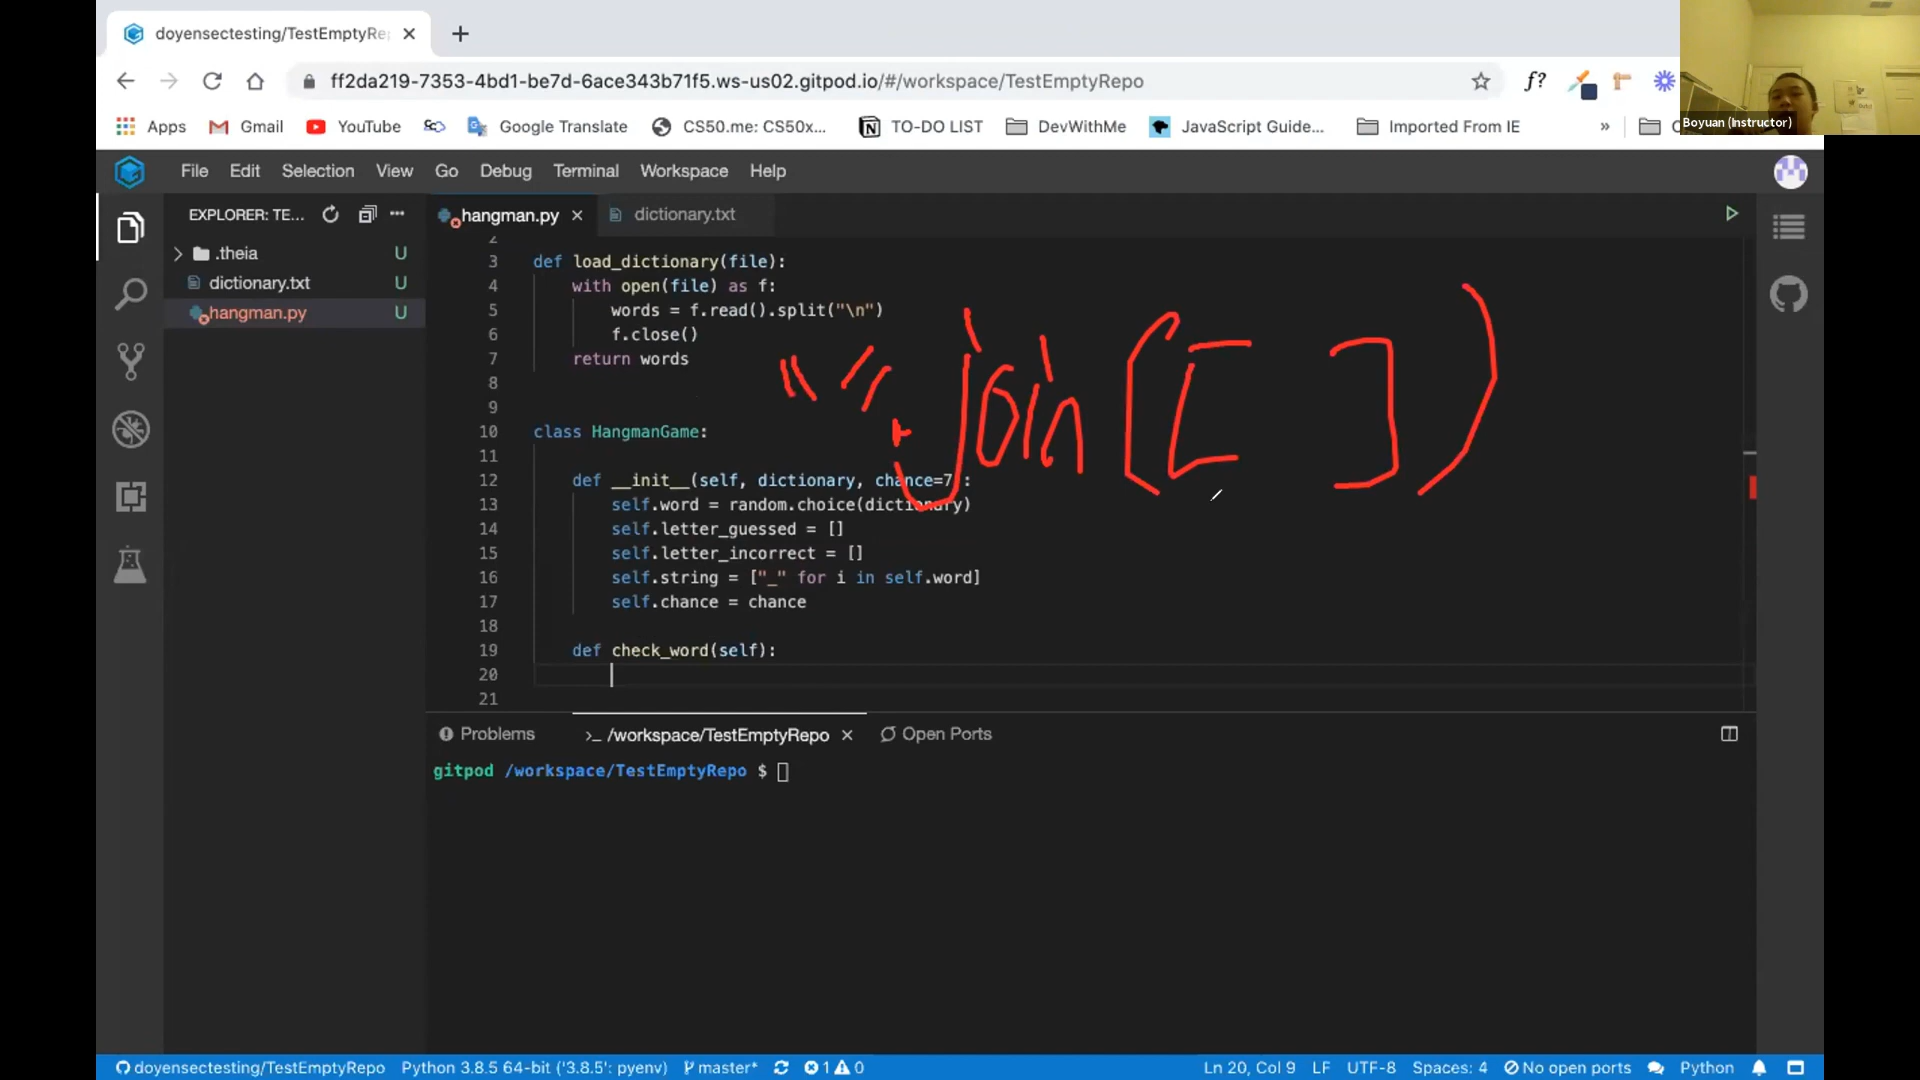 doyensectesting/TestEmptyRe
ff2da219-7353-4bd1-be7d-6ace343b71f5.ws-us02.gitpod.io/#/workspace/TestEmptyRepo
f?
Apps Gmail YouTube Google Translate CS50.me: CS50x... TO-DO LIST DevWithMe JavaScript Guide... Imported From IE » C
Boyuan (Instructor)
File Edit Selection View Go Debug Terminal Workspace Help
EXPLORER: TE...
.theia U
dictionary.txt U
hangman.py U
hangman.py dictionary.txt
2
3 def load_dictionary(file):
4 with open(file) as f:
5 words = f.read().split("\n")
6 f.close()
7 return words
8
9
10 class HangmanGame:
11
12 def __init__(self, dictionary, chance=7 :
13 self.word = random.choice(dictionary)
14 self.letter_guessed = []
15 self.letter_incorrect = []
16 self.string = ["_" for i in self.word]
17 self.chance = chance
18
19 def check_word(self):
20
21
"".join([ ])
Problems >_ /workspace/TestEmptyRepo Open Ports
gitpod /workspace/TestEmptyRepo $
doyensectesting/TestEmptyRepo Python 3.8.5 64-bit ('3.8.5': pyenv) master* 1 0 Ln 20, Col 9 LF UTF-8 Spaces: 4 No open ports Python